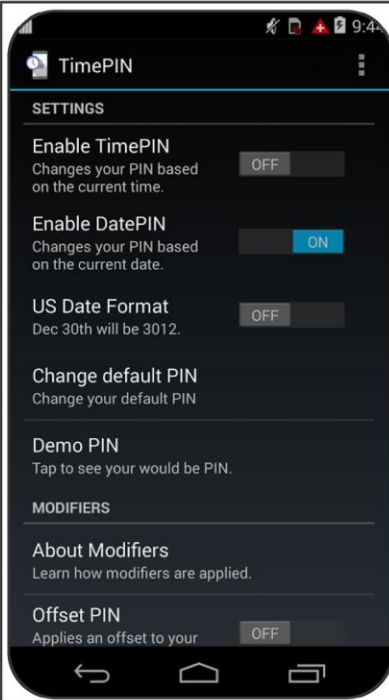 9:44
TimePIN
SETTINGS
Enable TimePIN
Changes your PIN based
on the current time.
OFF
Enable DatePIN
Changes your PIN based
on the current date.
ON
US Date Format
Dec 30th will be 3012.
OFF
Change default PIN
Change your default PIN
Demo PIN
Tap to see your would be PIN.
MODIFIERS
About Modifiers
Learn how modifiers are applied.
Offset PIN
Applies an offset to your
OFF